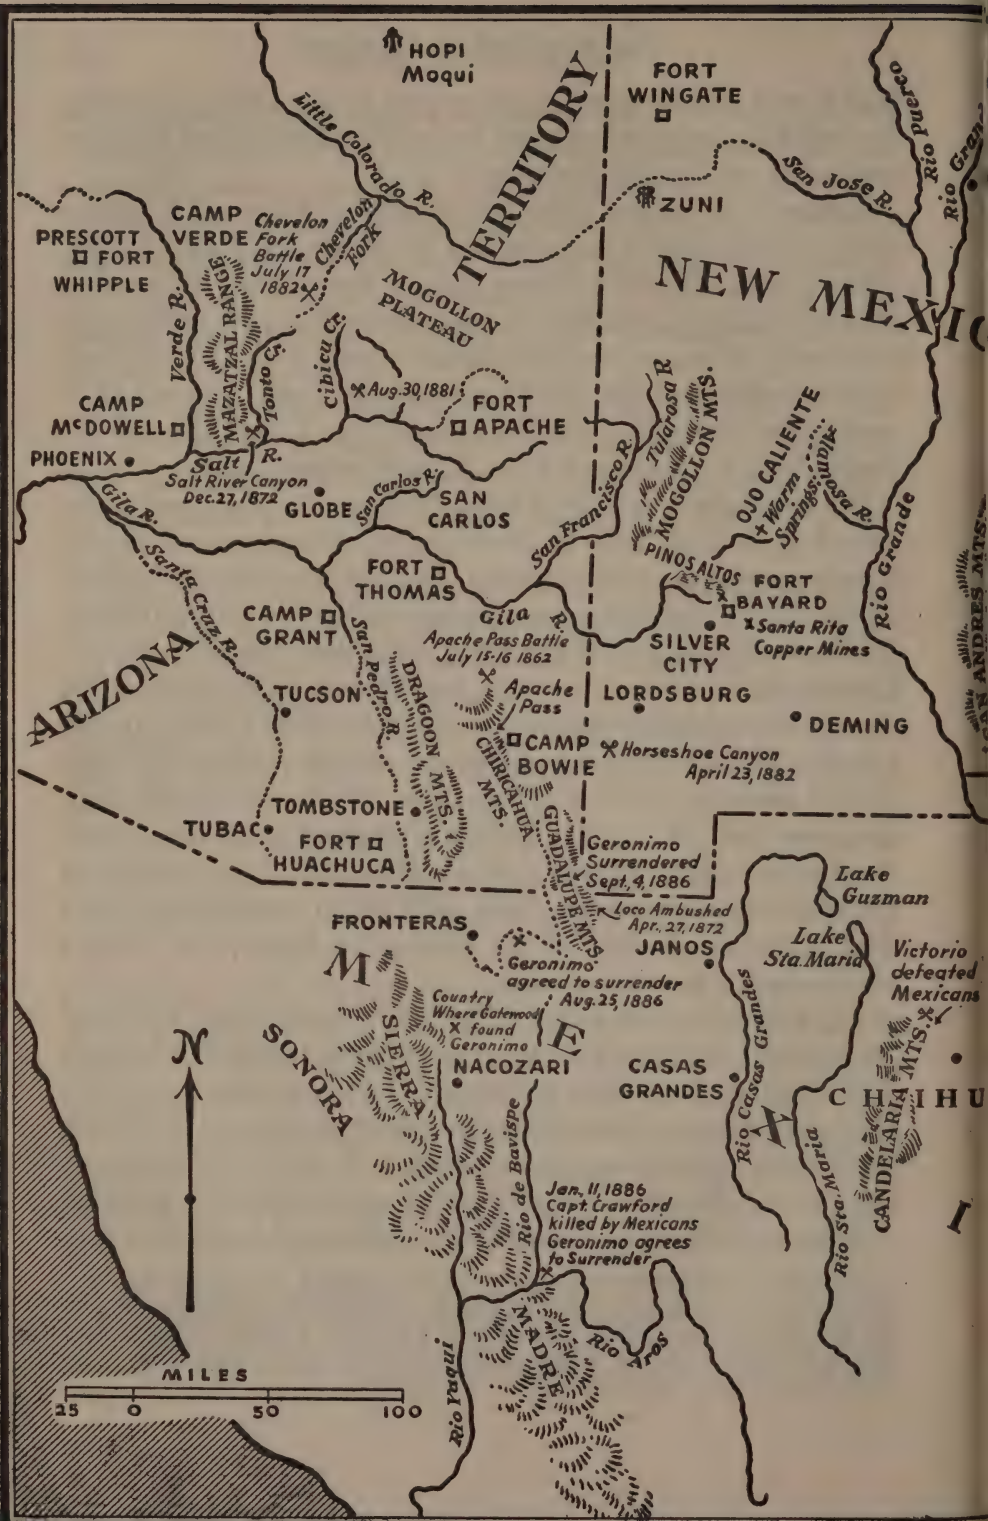 HOPI
Moqui
Little Colorado R.
TERRITORY
FORT
WINGATE
Rio Puerco
Rio Gran
San Jose R.
ZUNI
CAMP
VERDE
Chevelon
Fork
Battle
July 17
1882
Chevelon
Fork
PRESCOTT
FORT
WHIPPLE
MOGOLLON
PLATEAU
NEW MEXIC
Verde R.
MAZATZAL RANGE
Tonto Cr.
Cibicu Cr.
Aug. 30, 1881
FORT
APACHE
CAMP
McDOWELL
PHOENIX
Salt R.
Salt River Canyon
Dec. 27, 1872
GLOBE
San Carlos R.
SAN
CARLOS
San Francisco R.
Tularosa R
MOGOLLON MTS.
OJO CALIENTE
Warm
Springs
Alamosa R.
Rio Grande
SAN ANDRES MTS.
Gila R.
Santa Cruz R.
FORT
THOMAS
PINOS ALTOS
FORT
BAYARD
Santa Rita
Copper Mines
SILVER
CITY
CAMP
GRANT
Gila R.
Apache Pass Battle
July 15-16 1862
San Pedro R.
ARIZONA
DRAGOON MTS.
Apache
Pass
LORDSBURG
DEMING
TUCSON
CAMP
BOWIE
CHIRICAHUA
MTS.
Horseshoe Canyon
April 23, 1882
TOMBSTONE
TUBAC
FORT
HUACHUCA
GUADALUPE MTS
Geronimo
Surrendered
Sept., 4, 1886
Loco Ambushed
Apr., 27, 1872
Lake
Guzman
FRONTERAS
JANOS
Lake
Sta. Maria
Victorio
defeated
Mexicans
Geronimo
agreed to surrender
Aug. 25, 1886
M
E
X
I
Country
Where Gatewood
found
Geronimo
SONORA
SIERRA
NACOZARI
CASAS
GRANDES
Rio Casas Grandes
CHIHU
CANDELARIA MTS.
N
Rio de Bavispe
Jan., 11, 1886
Capt. Crawford
killed by Mexicans
Geronimo agrees
to Surrender
Rio Sta. Maria
MADRE
Rio Aros
Rio Yaqui
MILES
25 0 50 100